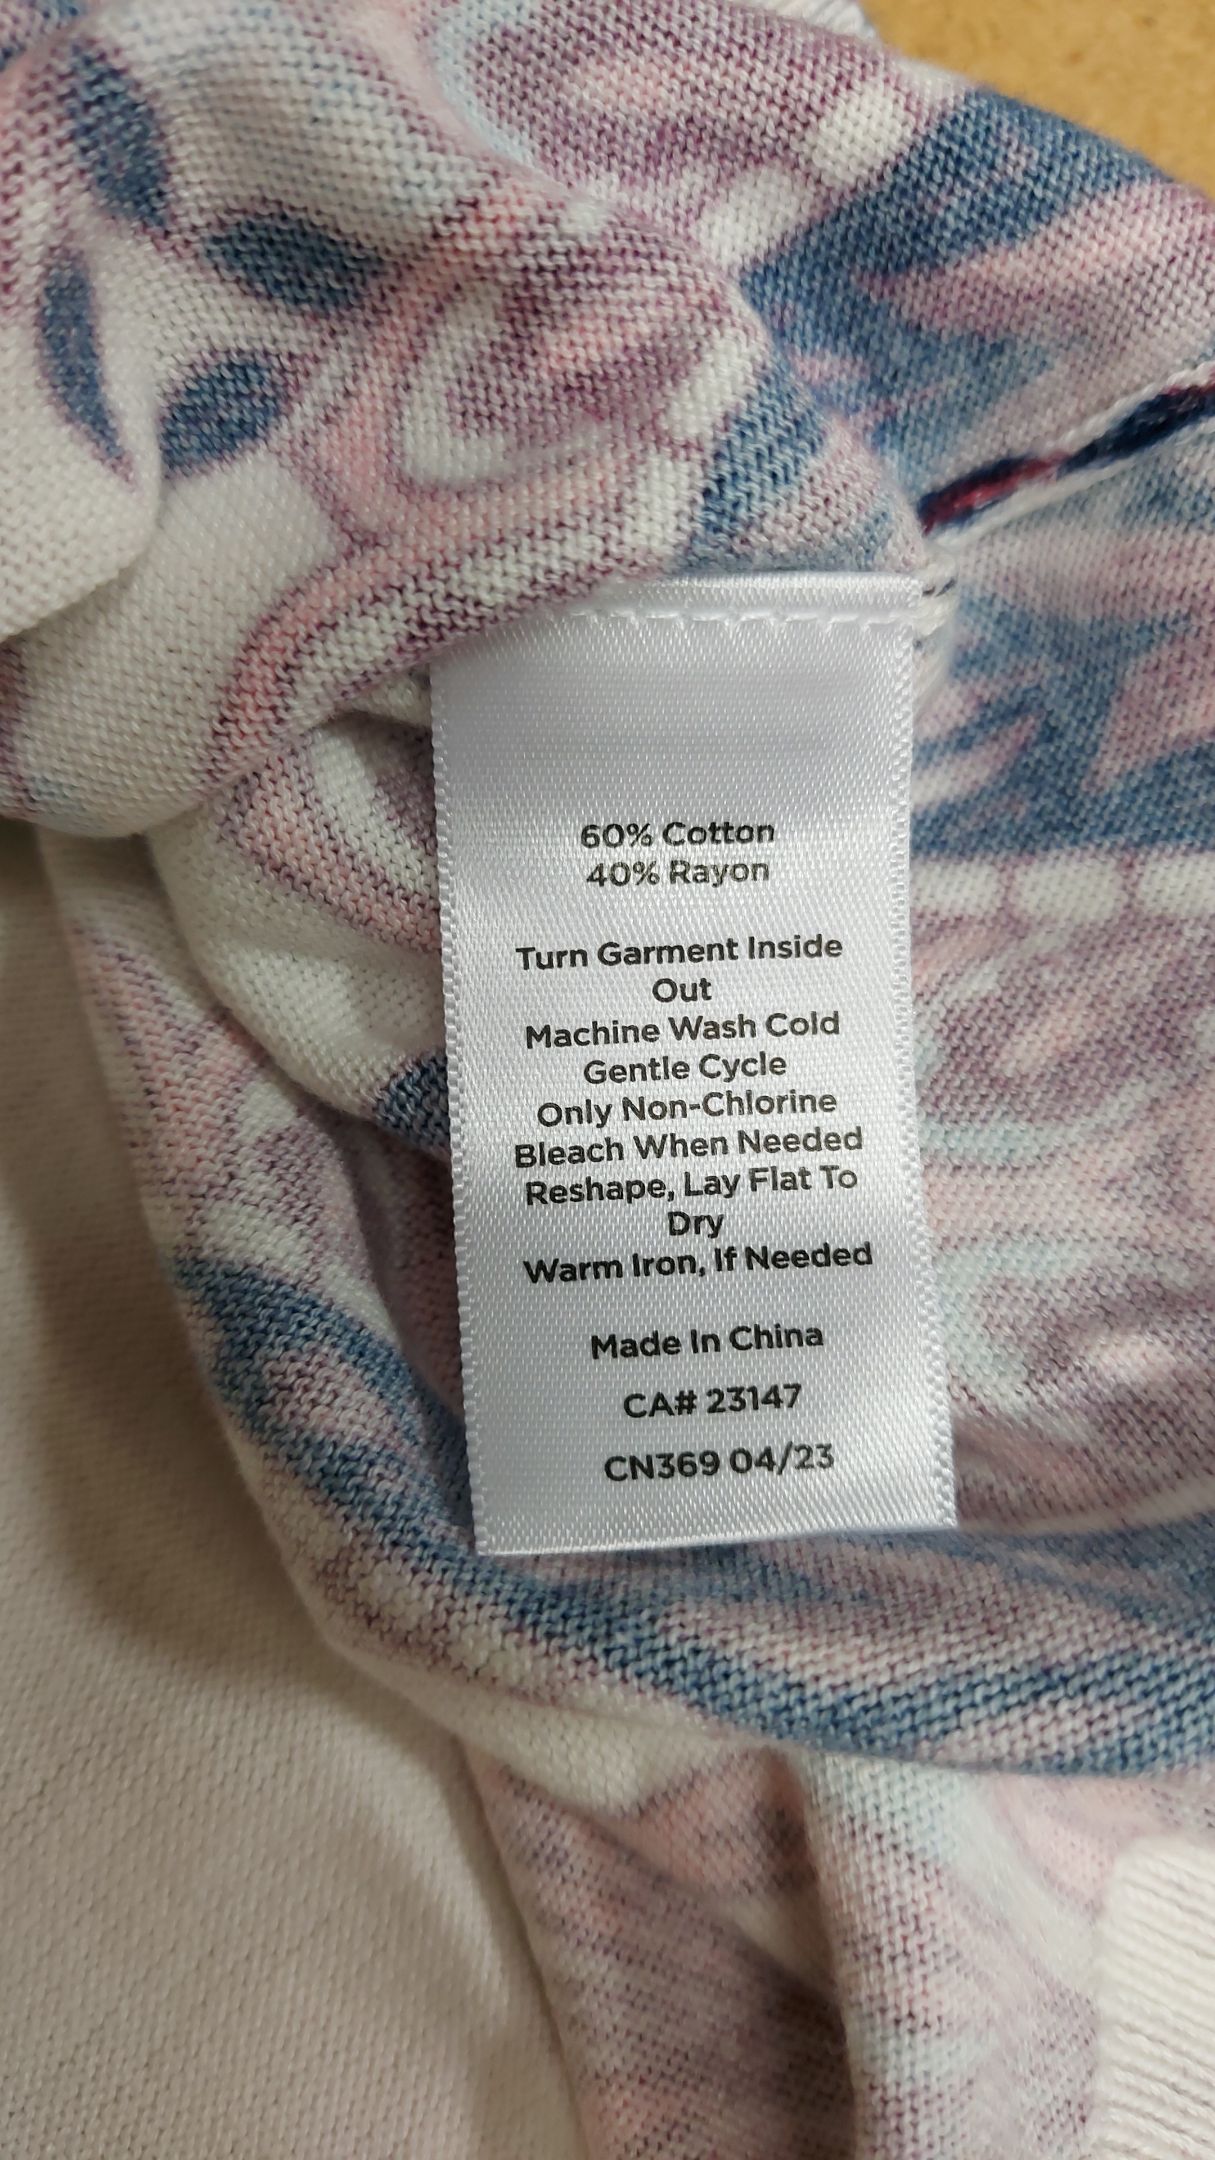 60% Cotton
40% Rayon
Turn Garment Inside
Out
Machine Wash Cold
Gentle Cycle
Only Non-Chlorine
Bleach When Needed
Reshape, Lay Flat To
Dry
Warm Iron, If Needed
Made In China
CA# 23147
CN369 04/23